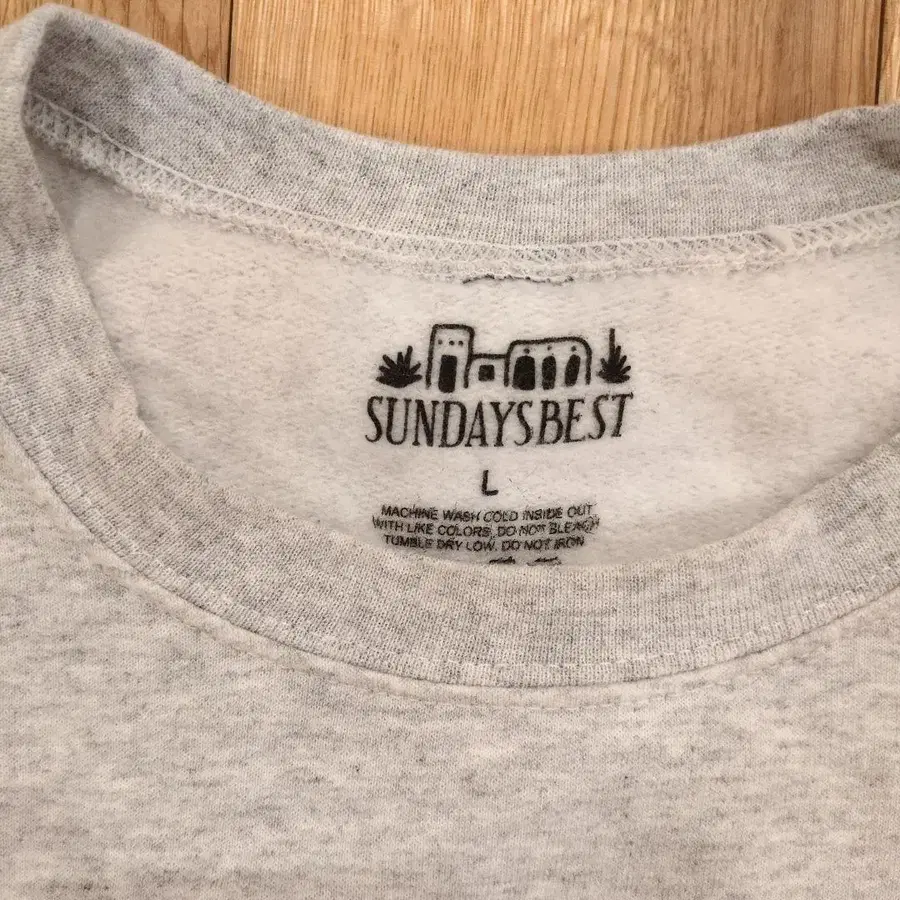 SUNDAYSBEST
L
MACHINE WASH COLD INSIDE OUT
WITH LIKE COLORS, DO NOT BLEACH
TUMBLE DRY LOW. DO NOT IRON